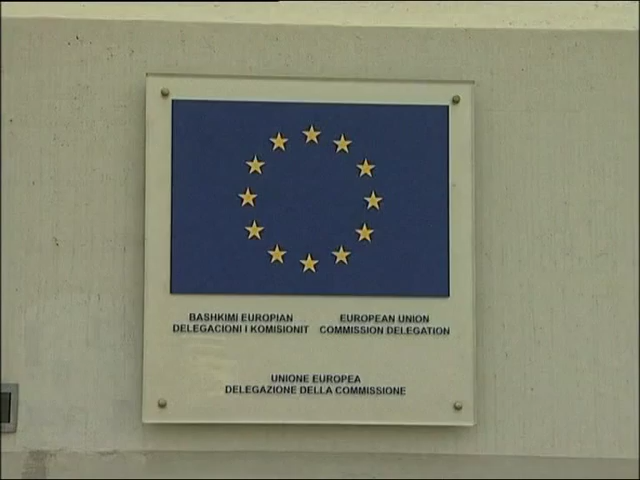 BASHKIMI EUROPIAN
DELEGACIONI I KOMISIONIT
EUROPEAN UNION
COMMISSION DELEGATION
UNIONE EUROPEA
DELEGAZIONE DELLA COMMISSIONE